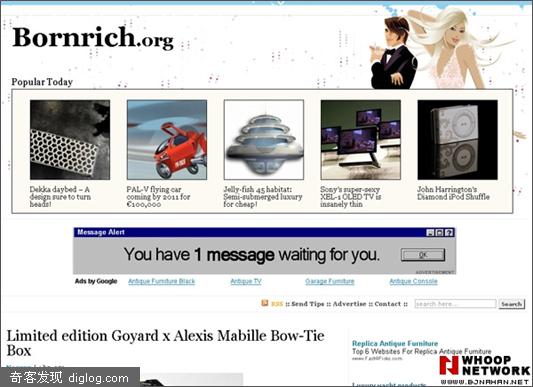 Bornrich.org
Popular Today
Dekka daybed – A
design sure to turn
heads!
PAL-V flying car
coming by 2011 for
€100,000
Jelly-fish 45 habitat:
Semi-submerged luxury
for cheap!
Sony's super-sexy
XEL-1 OLED TV is
insanely thin
John Harrington's
Diamond iPod Shuffle
Message Alert
You have 1 message waiting for you.
OK
ADVERTISEMENT
Ads by Google Antique Furniture Black Antique TV Garage Furniture Antique Console
RSS :: Send Tips :: Advertise :: Contact :: search here... Search
Limited edition Goyard x Alexis Mabille Bow-Tie
Box
Replica Antique Furniture
Top 6 Websites For Replica Antique Furniture
WHOOP
NETWORK
WWW.BJNAHAN.NET
奇客发现 diglog.com